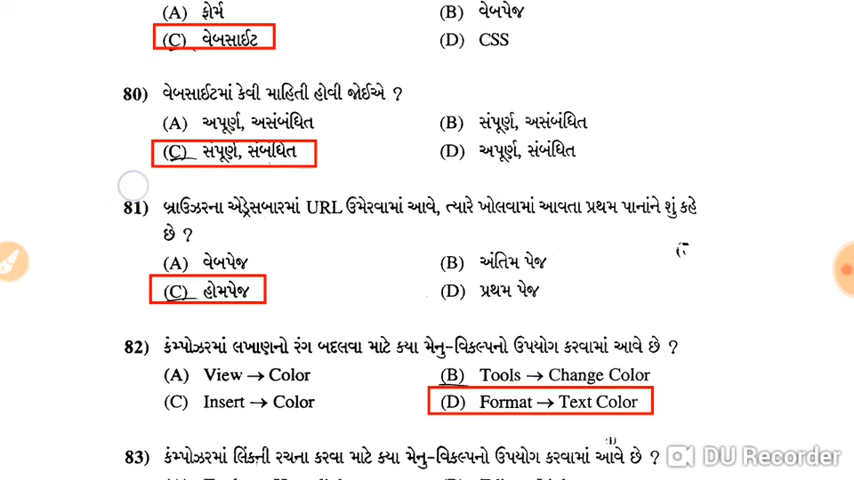 (A) ફોર્મ (B) વેબપેજ
(C) વેબસાઈટ (D) CSS
80) વેબસાઈટમાં કેવી માહિતી હોવી જોઈએ ?
(A) અપૂર્ણ, અસંબંધિત (B) સંપૂર્ણ, અસંબંધિત
(C) સંપૂર્ણ, સંબંધિત (D) અપૂર્ણ, સંબંધિત
81) બ્રાઉઝરના એડ્રેસબારમાં URL ઉમેરવામાં આવે, ત્યારે ખોલવામાં આવતા પ્રથમ પાનાંને શું કહે
છે ?
(A) વેબપેજ (B) અંતિમ પેજ
(C) હોમપેજ (D) પ્રથમ પેજ
82) કંમ્પોઝરમાં લખાણનો રંગ બદલવા માટે કયા મેનુ-વિકલ્પનો ઉપયોગ કરવામાં આવે છે ?
(A) View → Color (B) Tools → Change Color
(C) Insert → Color (D) Format → Text Color
83) કંમ્પોઝરમાં લિંકની રચના કરવા માટે કયા મેનુ-વિકલ્પનો ઉપયોગ કરવામાં આવે છે ?
DU Recorder